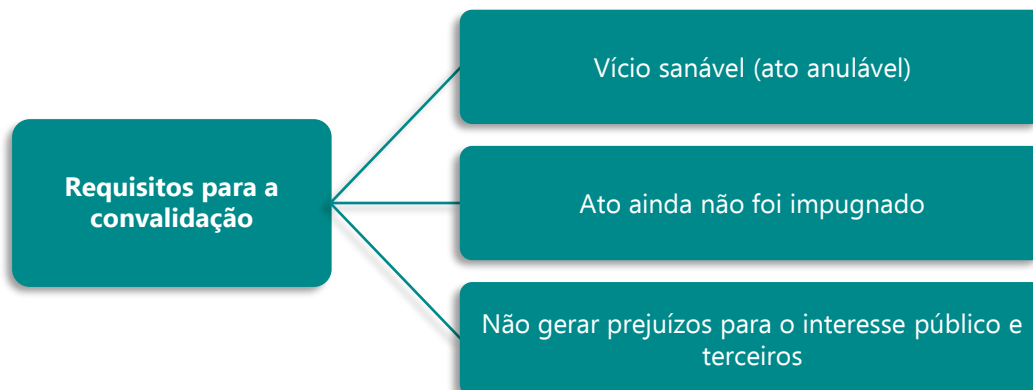 Requisitos para a
convalidação
Vício sanável (ato anulável)
Ato ainda não foi impugnado
Não gerar prejuízos para o interesse público e
terceiros